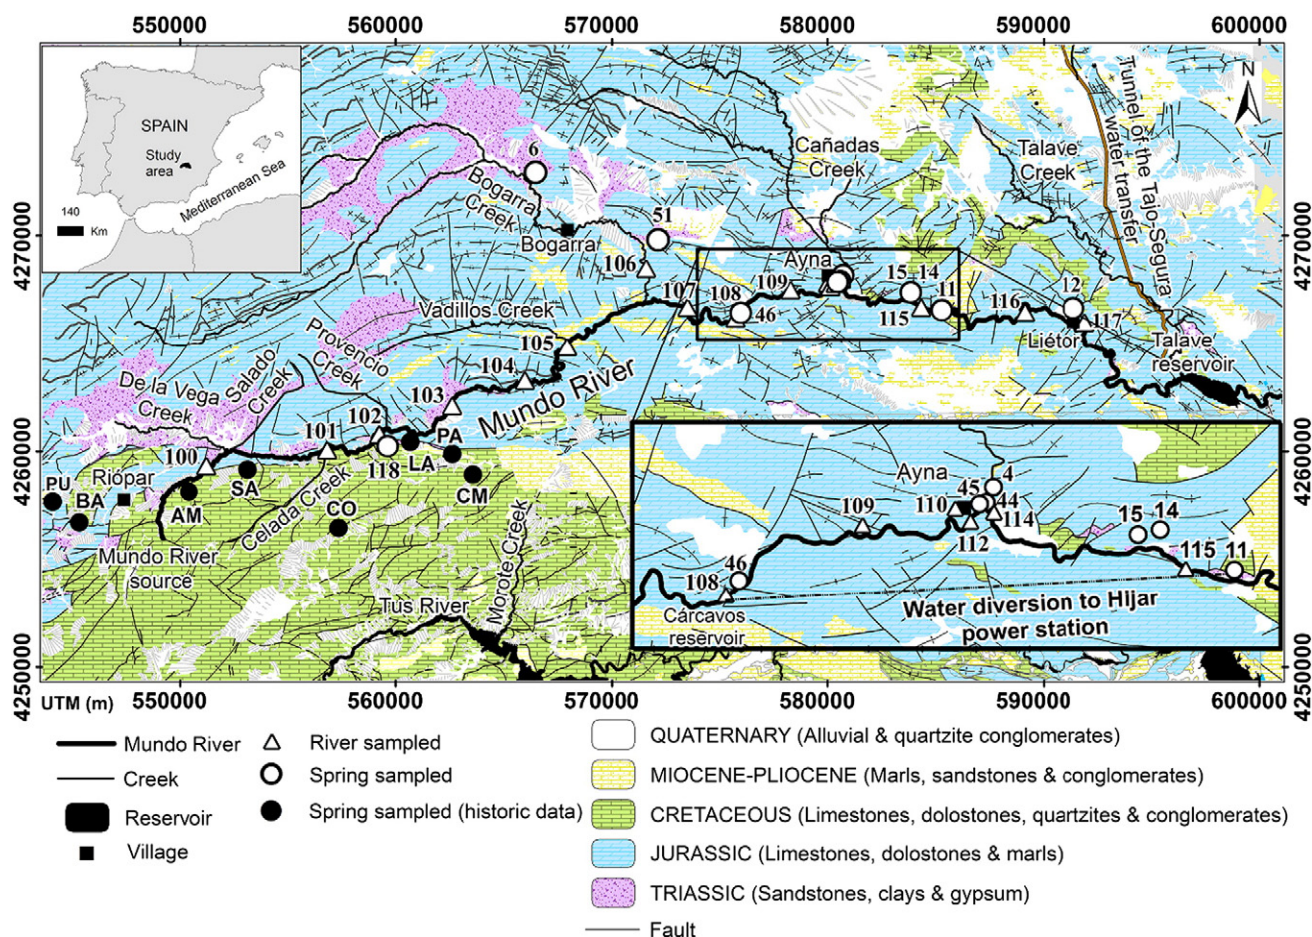 550000 560000 570000 580000 590000 600000
N
SPAIN
Study
area
Mediterranean Sea
140
Km
4270000
4260000
4250000
4270000
4260000
4250000
6
Bogarra
Creek
Bogarra
51
106
Cañadas
Creek
Talave
Creek
Tunnel of the Tajo-Segura
water transfer
Ayna
15 14
11
12
107
108
109
46
115
116
117
Liétor
Talave
reservoir
Vadillos Creek
Provencio
Creek
Salado
Creek
De la Vega
Creek
105
104
103
102
101
100
Mundo River
PA
LA
118
CM
CO
SA
AM
PU
BA
Riópar
Celada Creek
Mundo River
source
Tus River
Morote Creek
Ayna
4
45
44
110
114
112
109
15 14
115 11
46
108
Cárcavos
reservoir
Water diversion to Hijar
power station
UTM (m)
550000 560000 570000 580000 590000 600000
Mundo River
Creek
Reservoir
Village
River sampled
Spring sampled
Spring sampled (historic data)
QUATERNARY (Alluvial & quartzite conglomerates)
MIOCENE-PLIOCENE (Marls, sandstones & conglomerates)
CRETACEOUS (Limestones, dolostones, quartzites & conglomerates)
JURASSIC (Limestones, dolostones & marls)
TRIASSIC (Sandstones, clays & gypsum)
Fault